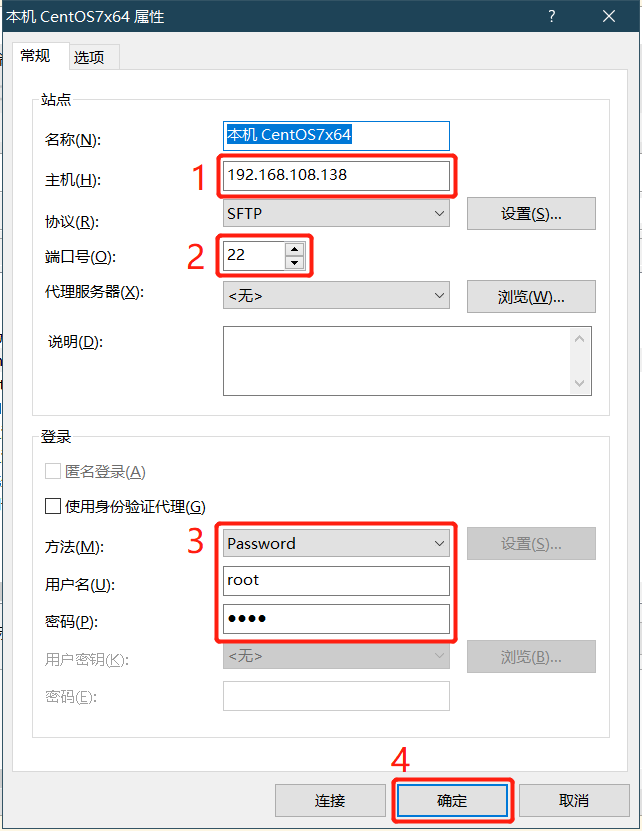 本机 CentOS7x64 属性 ?
常规 选项
站点
名称(N): 本机 CentOS7x64
1 主机(H): 192.168.108.138
协议(R): SFTP 设置(S)...
2 端口号(O): 22
代理服务器(X): <无> 浏览(W)...
说明(D):
登录
匿名登录(A)
使用身份验证代理(G)
3 方法(M): Password 设置(S)...
用户名(U): root
密码(P): ●●●●
用户密钥(K): <无> 浏览(B)...
密码(E):
4
连接 确定 取消